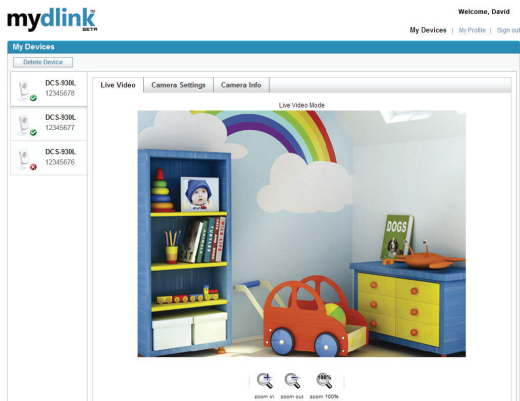 mydlink™
BETA
Welcome, David
My Devices | My Profile | Sign out
My Devices
Delete Device
DCS-930L
12345678
DCS-930L
12345677
DCS-930L
12345676
Live Video
Camera Settings
Camera Info
Live Video Mode
DOGS
zoom in
zoom out
100%
zoom 100%